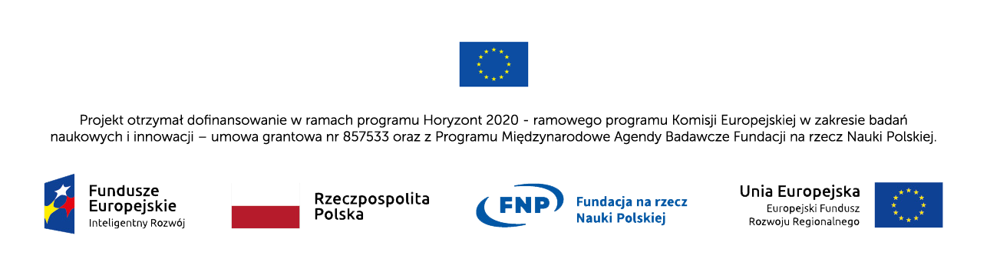 Projekt otrzymał dofinansowanie w ramach programu Horyzont 2020 - ramowego programu Komisji Europejskiej w zakresie badań
naukowych i innowacji – umowa grantowa nr 857533 oraz z Programu Międzynarodowe Agendy Badawcze Fundacji na rzecz Nauki Polskiej.
Fundusze
Europejskie
Inteligentny Rozwój
Rzeczpospolita
Polska
FNP
Fundacja na rzecz
Nauki Polskiej
Unia Europejska
Europejski Fundusz
Rozwoju Regionalnego